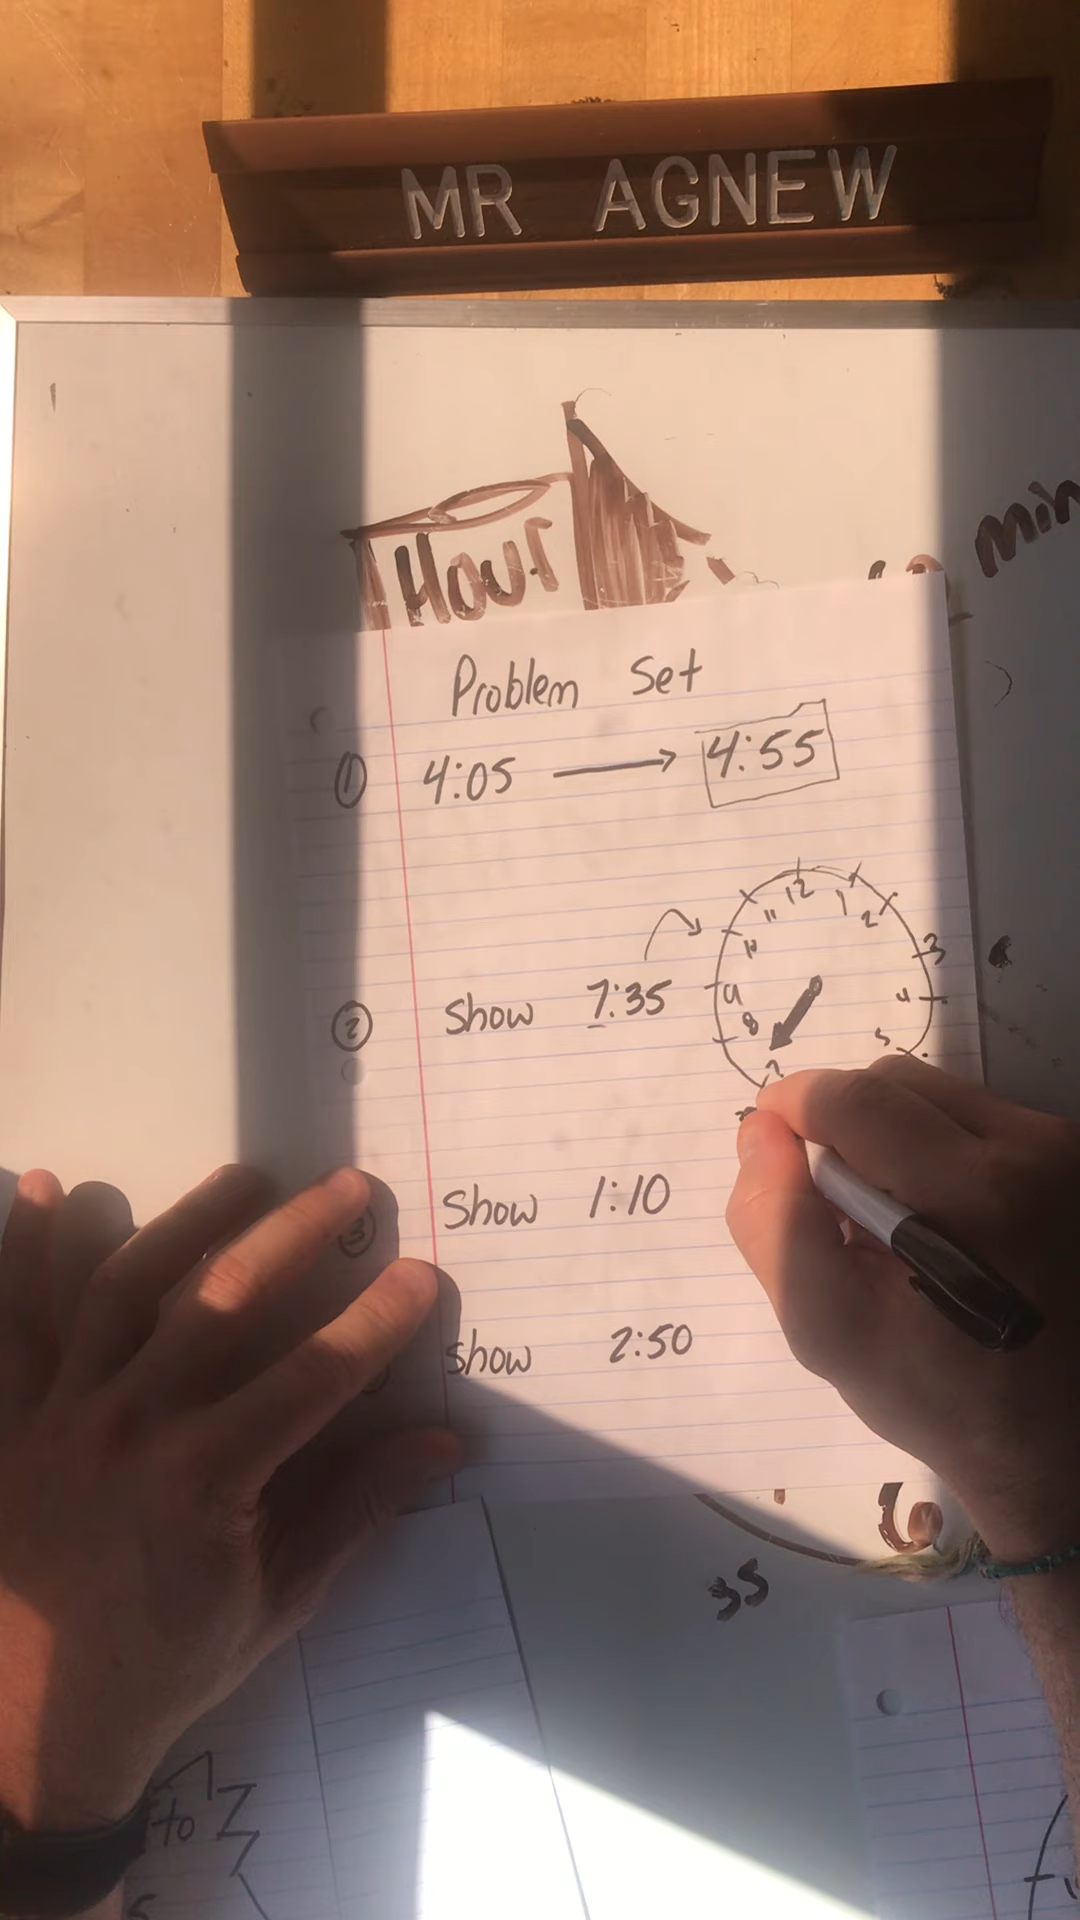 MR AGNEW
Hour
min
Problem Set
① 4:05 → 4:55
12
11 1
2
3
9 4
8 5
7
② Show 7:35
③ Show 1:10
Show 2:50
35
to